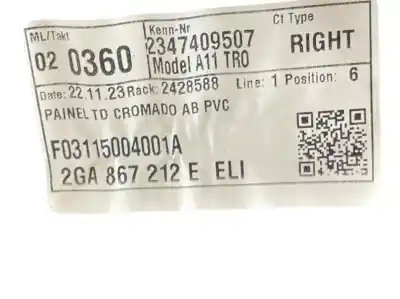 ML/Takt Kenn-Nr Ct Type
02 0360 2347409507 RIGHT
Model A11 TRO
Date: 22.11.23 Rack: 2428588 Line: 1 Position: 6
PAINEL TD CROMADO AB PVC
F03115004001A
2GA 867 212 E ELI